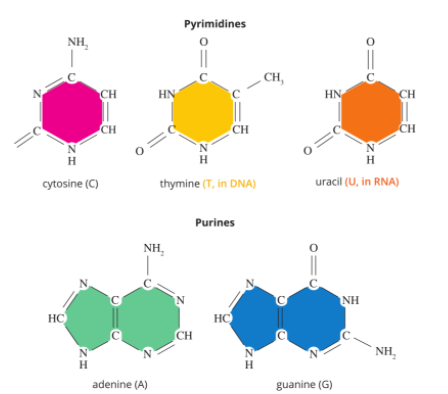 Pyrimidines
NH₂
C
N
CH
C
CH
N
H
cytosine (C)
O
C
CH₃
HN
C
C
CH
O
N
H
thymine (T, in DNA)
O
C
HN
CH
C
CH
O
N
H
uracil (U, in RNA)
Purines
NH₂
N
C
C
N
HC
C
CH
N
H
N
adenine (A)
O
N
C
C
NH
HC
C
C
N
H
N
NH₂
guanine (G)